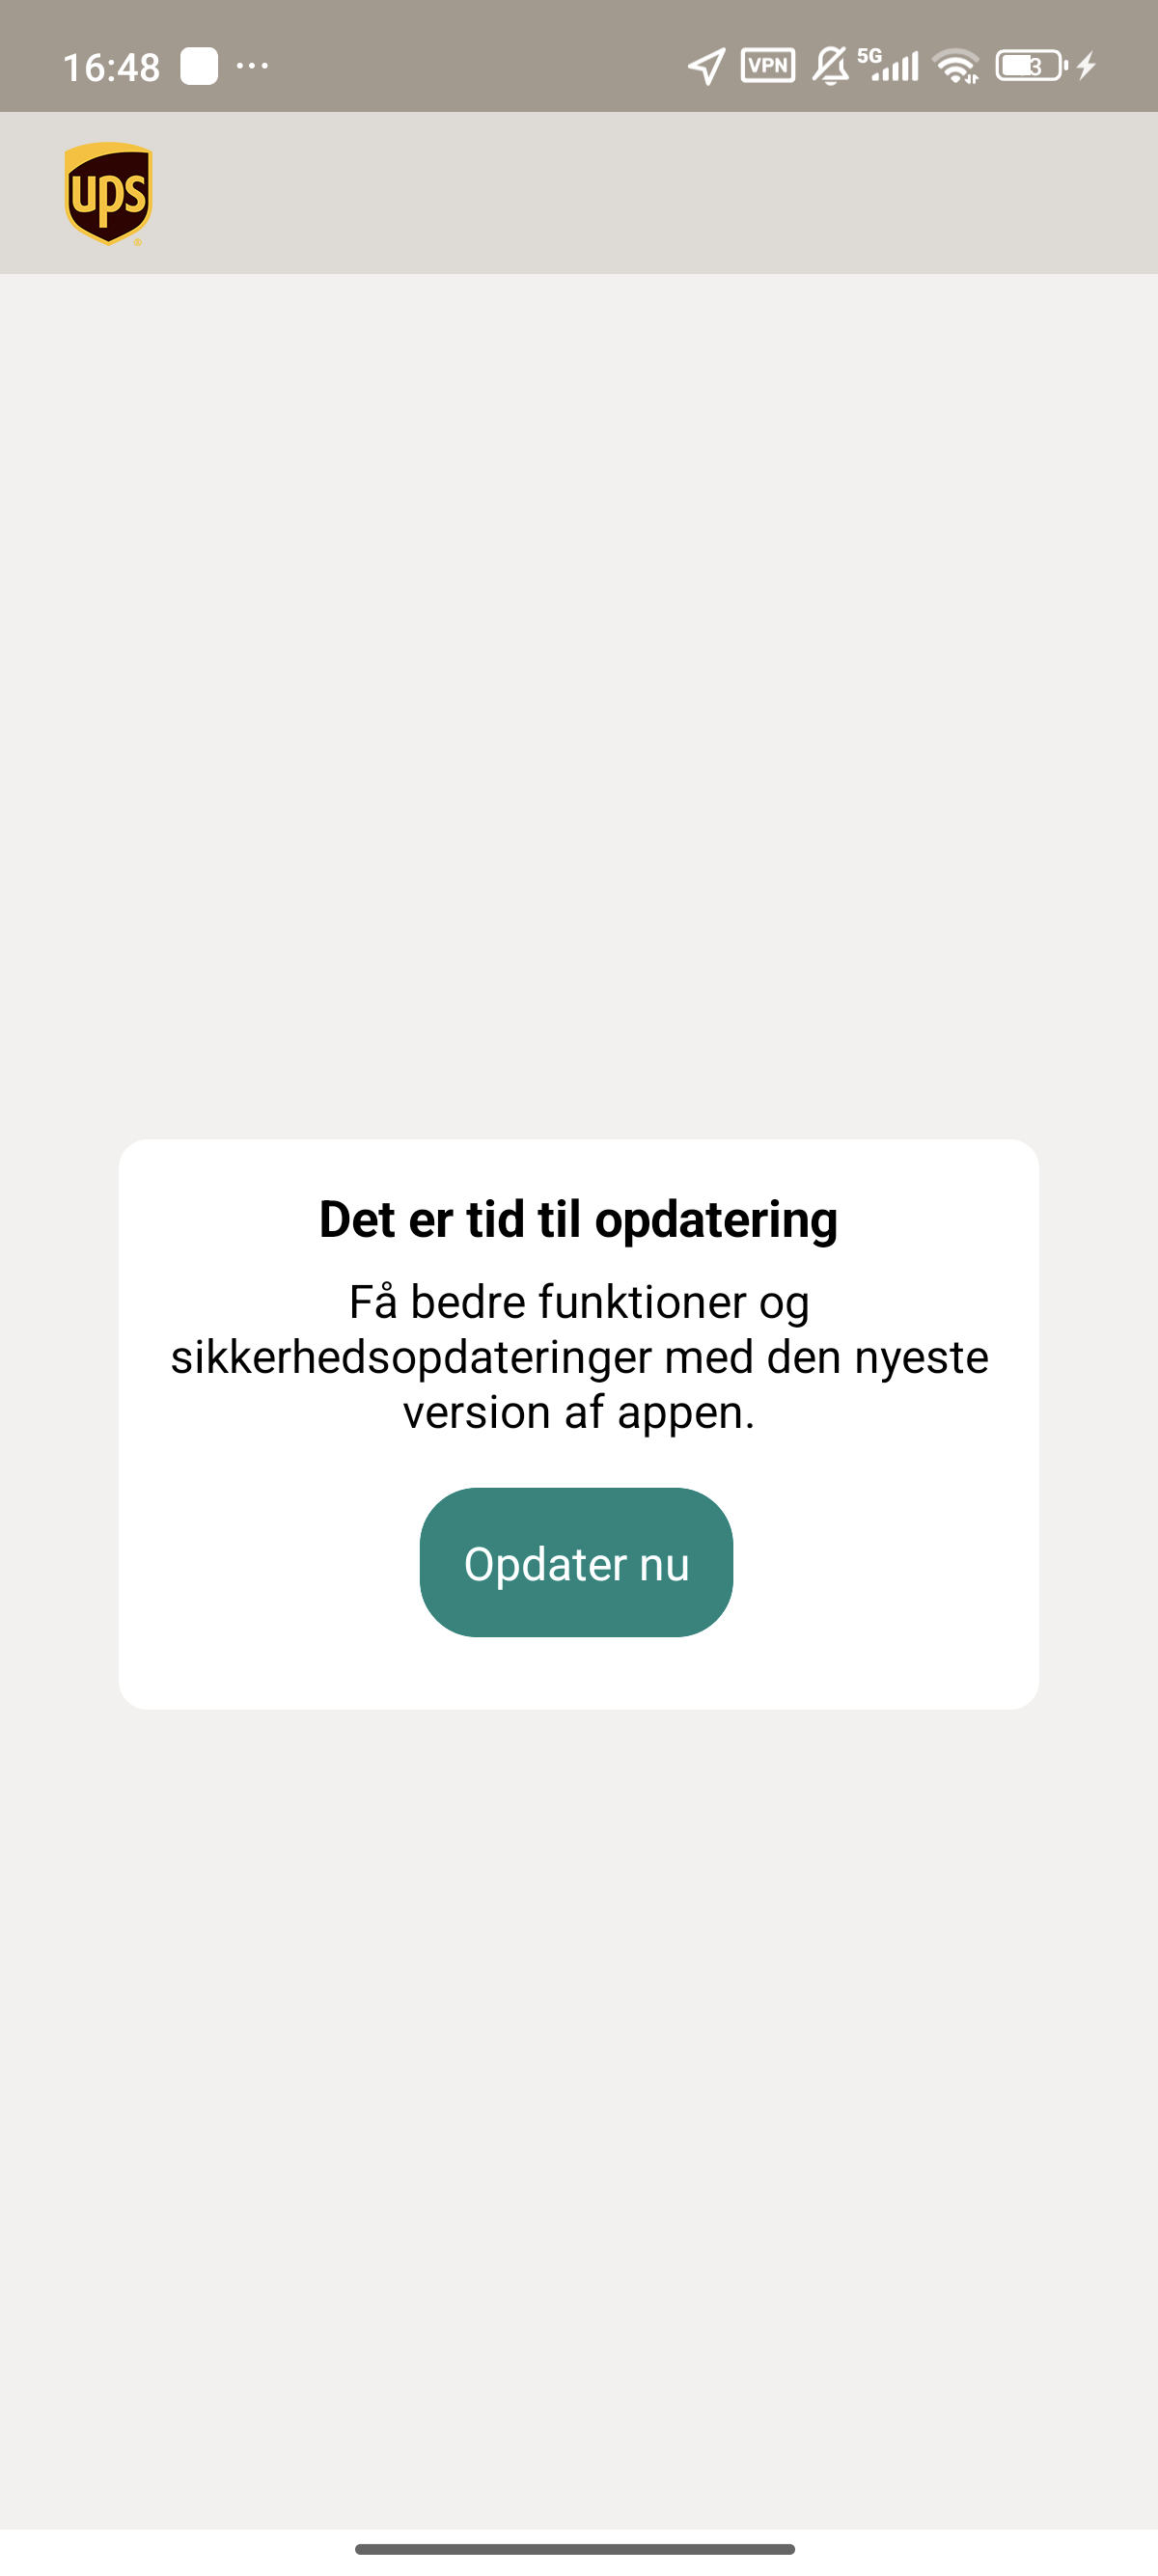 16:48
VPN
5G
ups
Det er tid til opdatering
Få bedre funktioner og
sikkerhedsopdateringer med den nyeste
version af appen.
Opdater nu